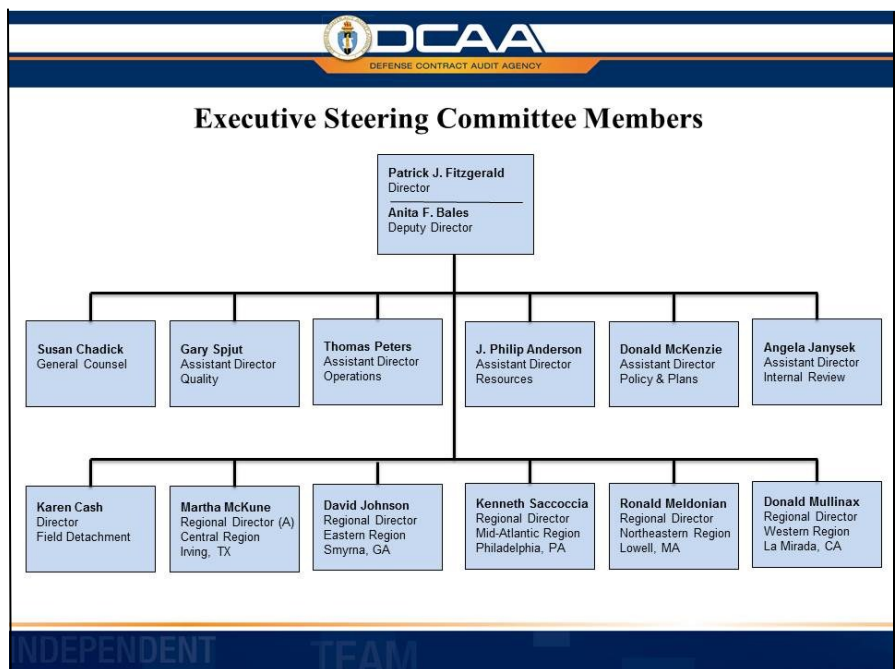 DCAA
DEFENSE CONTRACT AUDIT AGENCY
Executive Steering Committee Members
Patrick J. Fitzgerald
Director
Anita F. Bales
Deputy Director
Susan Chadick
General Counsel
Gary Spjut
Assistant Director
Quality
Thomas Peters
Assistant Director
Operations
J. Philip Anderson
Assistant Director
Resources
Donald McKenzie
Assistant Director
Policy & Plans
Angela Janysek
Assistant Director
Internal Review
Karen Cash
Director
Field Detachment
Martha McKune
Regional Director (A)
Central Region
Irving, TX
David Johnson
Regional Director
Eastern Region
Smyrna, GA
Kenneth Saccoccia
Regional Director
Mid-Atlantic Region
Philadelphia, PA
Ronald Meldonian
Regional Director
Northeastern Region
Lowell, MA
Donald Mullinax
Regional Director
Western Region
La Mirada, CA
INDEPENDENT
TEAM